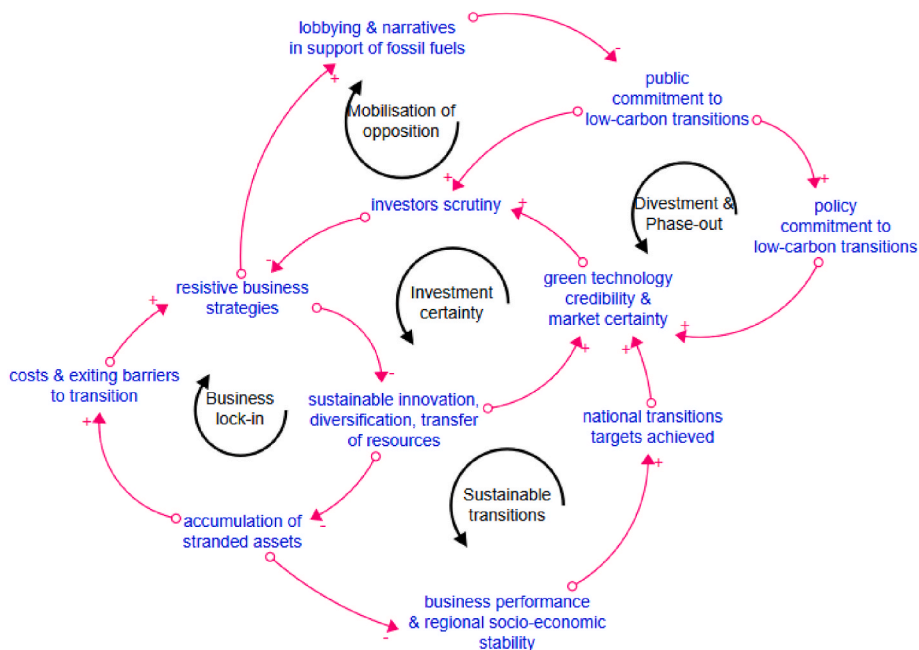 lobbying & narratives
in support of fossil fuels
-
+
public
commitment to
low-carbon transitions
Mobilisation of
opposition
+
+
+
investors scrutiny
Divestment &
Phase-out
policy
commitment to
low-carbon transitions
-
resistive business
strategies
+
Investment
certainty
green technology
credibility &
market certainty
+
+
+
costs & exiting barriers
to transition
+
-
Business
lock-in
sustainable innovation,
diversification, transfer
of resources
national transitions
targets achieved
+
Sustainable
transitions
accumulation of
stranded assets
-
business performance
& regional socio-economic
stability
-